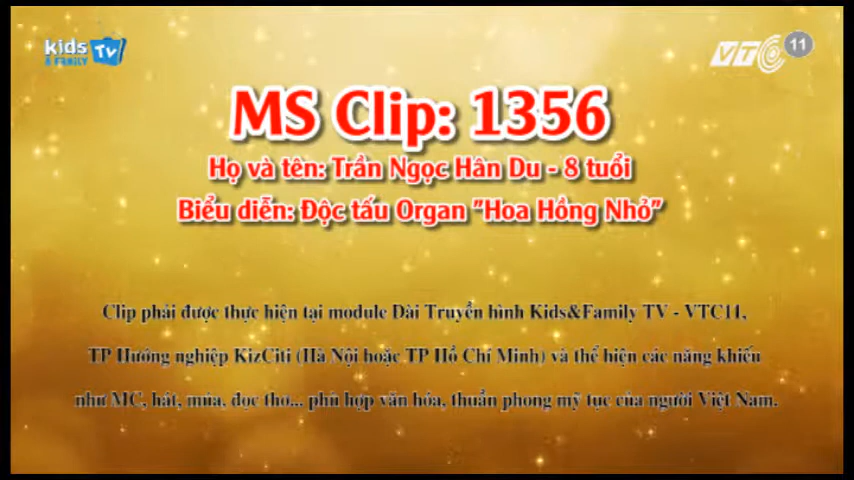 kids TV
& FAMILY
VTC 11
MS Clip: 1356
Họ và tên: Trần Ngọc Hân Du - 8 tuổi
Biểu diễn: Độc tấu Organ "Hoa Hồng Nhỏ"
Clip phải được thực hiện tại module Đài Truyền hình Kids&Family TV - VTC11,
TP Hướng nghiệp KizCiti (Hà Nội hoặc TP Hồ Chí Minh) và thể hiện các năng khiếu
như MC, hát, múa, đọc thơ... phù hợp văn hóa, thuần phong mỹ tục của người Việt Nam.